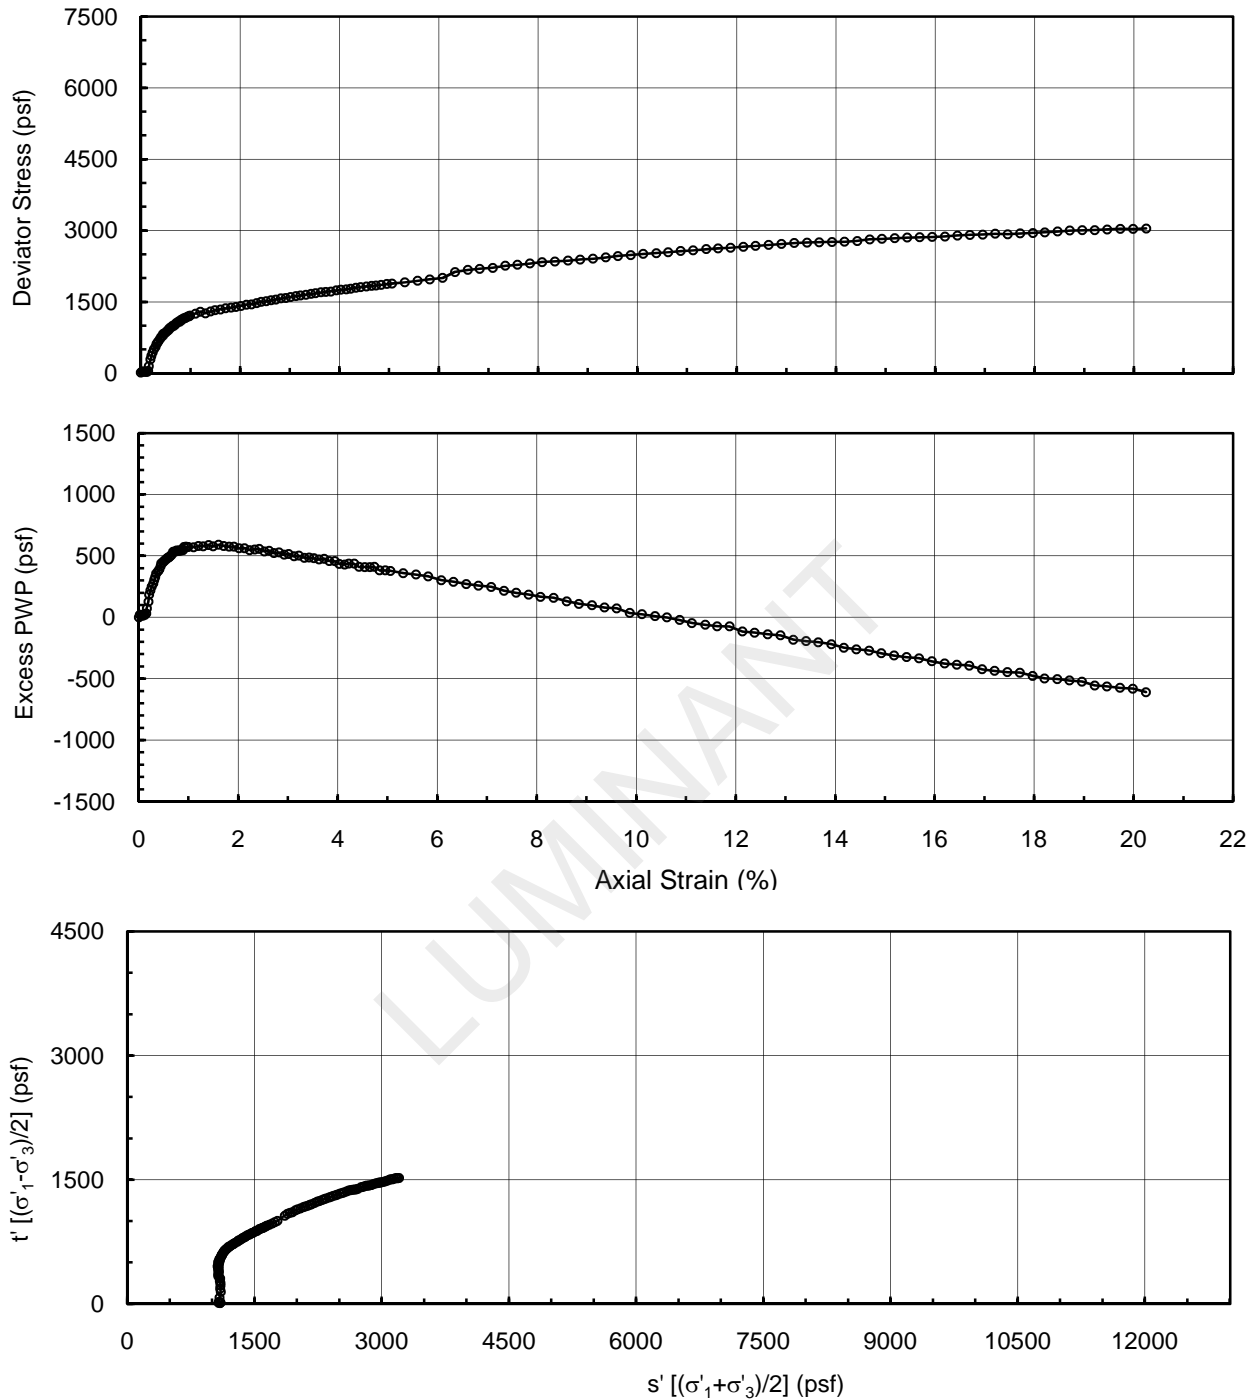 7500
6000
4500
3000
1500
0
Deviator Stress (psf)
1500
1000
500
0
-500
-1000
-1500
Excess PWP (psf)
0 2 4 6 8 10 12 14 16 18 20 22
Axial Strain (%)
LUMINANT
4500
3000
1500
0
t' [(σ'1-σ'3)/2] (psf)
0 1500 3000 4500 6000 7500 9000 10500 12000
s' [(σ'1+σ'3)/2] (psf)